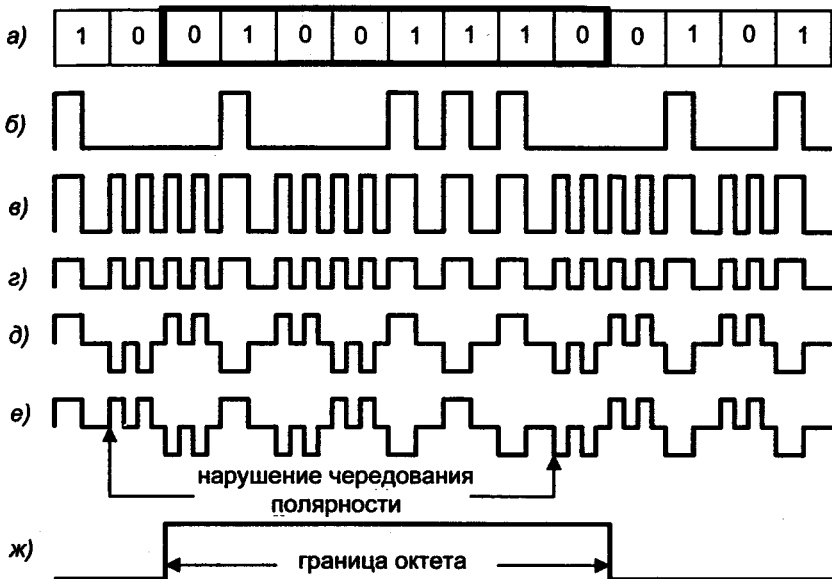 а) 1 0 0 1 0 0 1 1 1 0 0 1 0 1
б)
в)
г)
д)
е)
нарушение чередования
полярности
ж)
граница октета